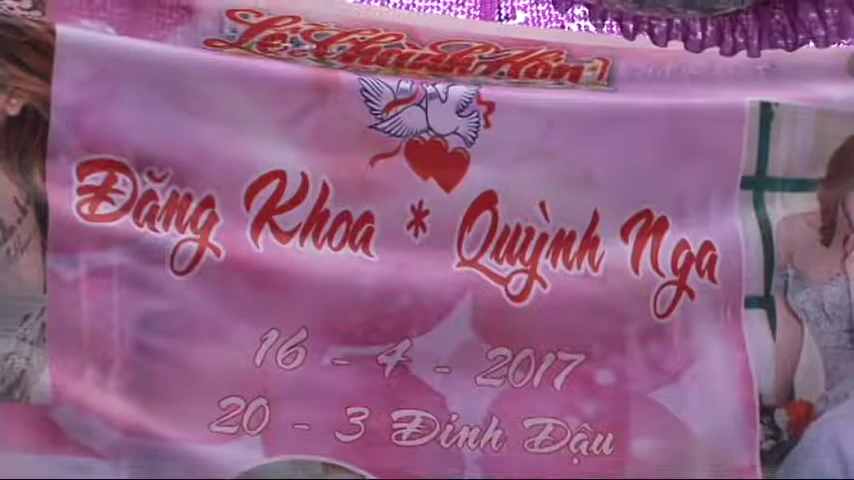 Lễ Thành Hôn
Đăng Khoa * Quỳnh Nga
16 - 4 - 2017
20 - 3 Đinh Dậu